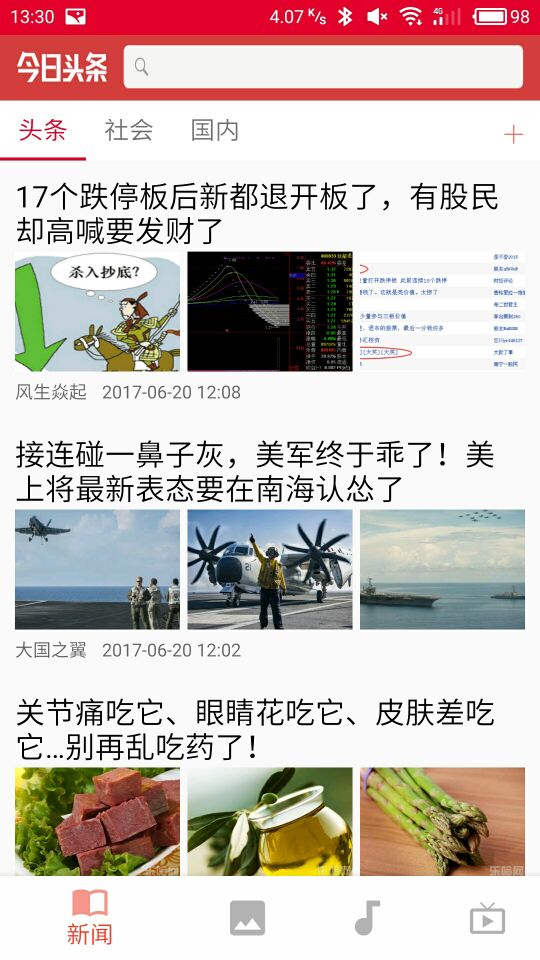 13:30
4.07 K/s
4G
98
今日头条
头条 社会 国内
17个跌停板后新都退开板了，有股民
却高喊要发财了
杀入抄底？
风生焱起 2017-06-20 12:08
接连碰一鼻子灰，美军终于乖了！美
上将最新表态要在南海认怂了
21
大国之翼 2017-06-20 12:02
关节痛吃它、眼睛花吃它、皮肤差吃
它…别再乱吃药了！
新闻